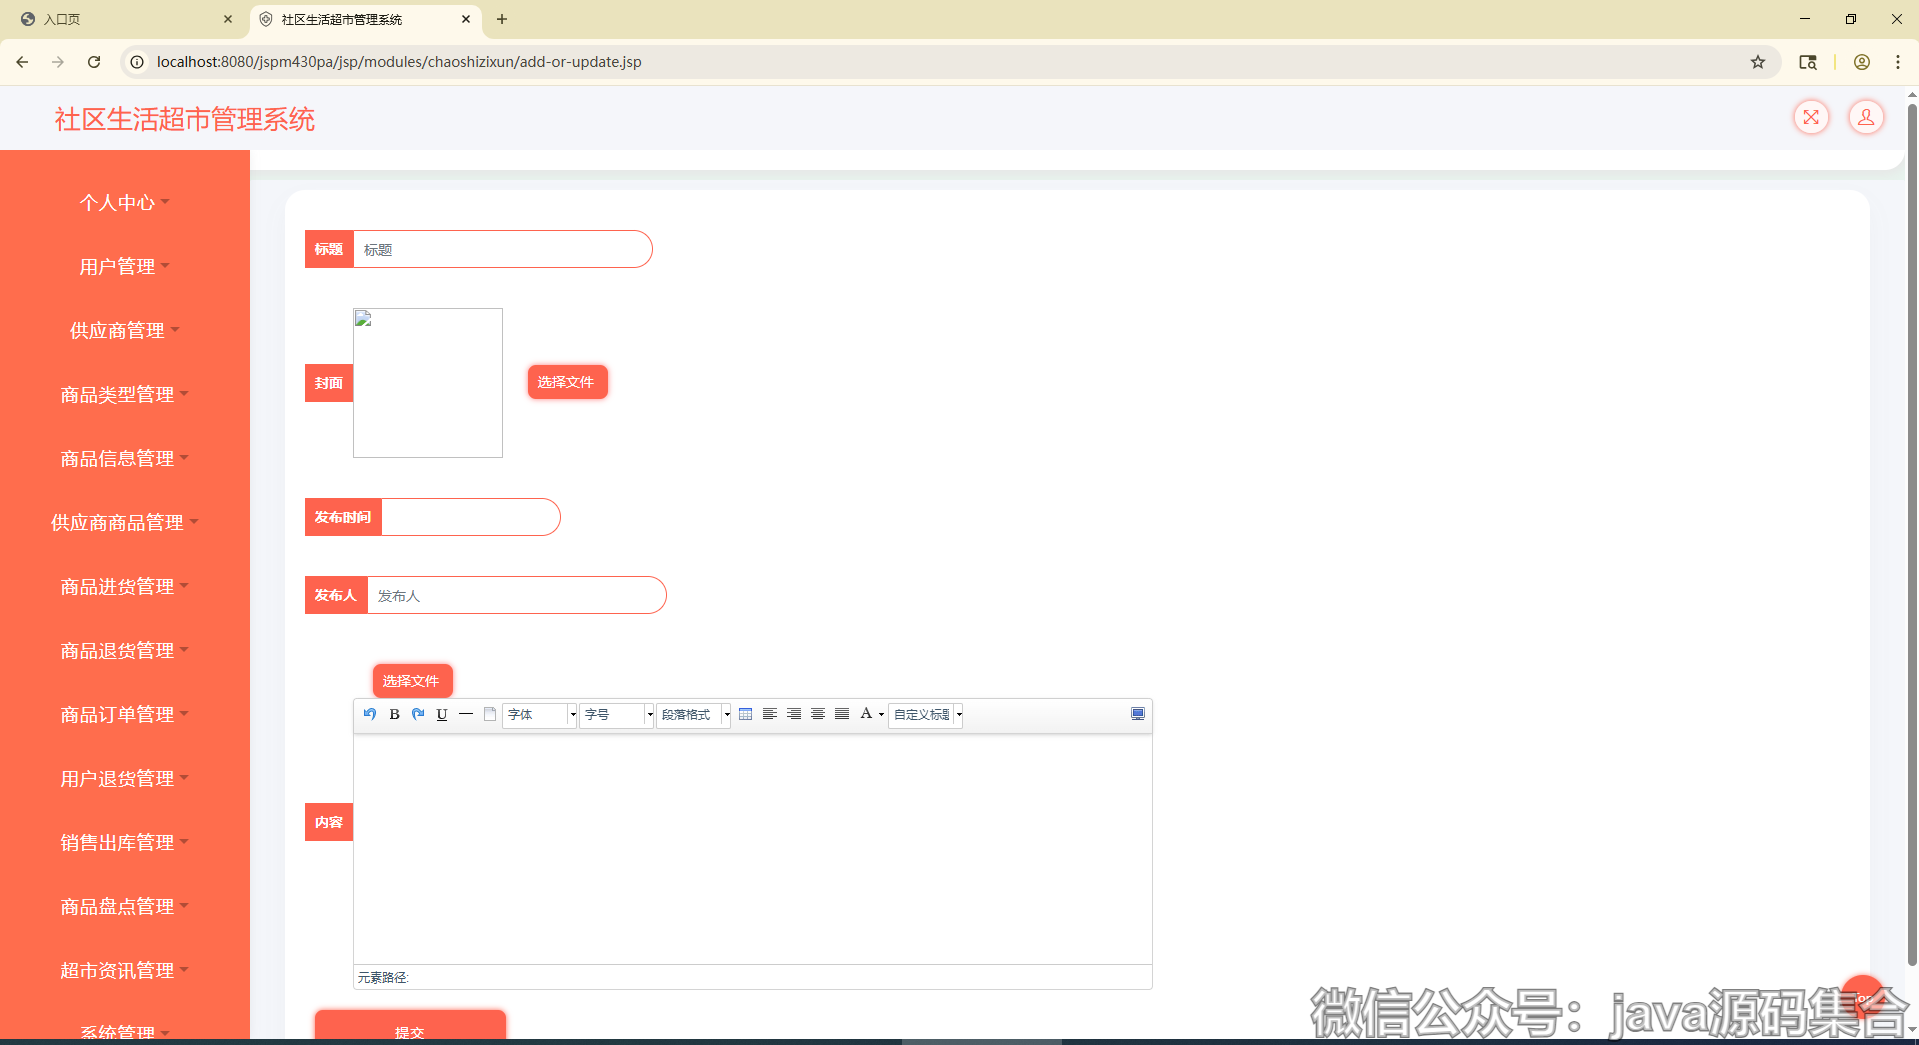 入口页
社区生活超市管理系统
localhost:8080/jspm430pa/jsp/modules/chaoshizixun/add-or-update.jsp
社区生活超市管理系统
个人中心
用户管理
供应商管理
商品类型管理
商品信息管理
供应商商品管理
商品进货管理
商品退货管理
商品订单管理
用户退货管理
销售出库管理
商品盘点管理
超市资讯管理
系统管理
标题 标题
封面 选择文件
发布时间
发布人 发布人
选择文件
B U 字体 字号 段落格式 A 自定义标题
内容
元素路径:
提交
Top
微信公众号：java源码集合